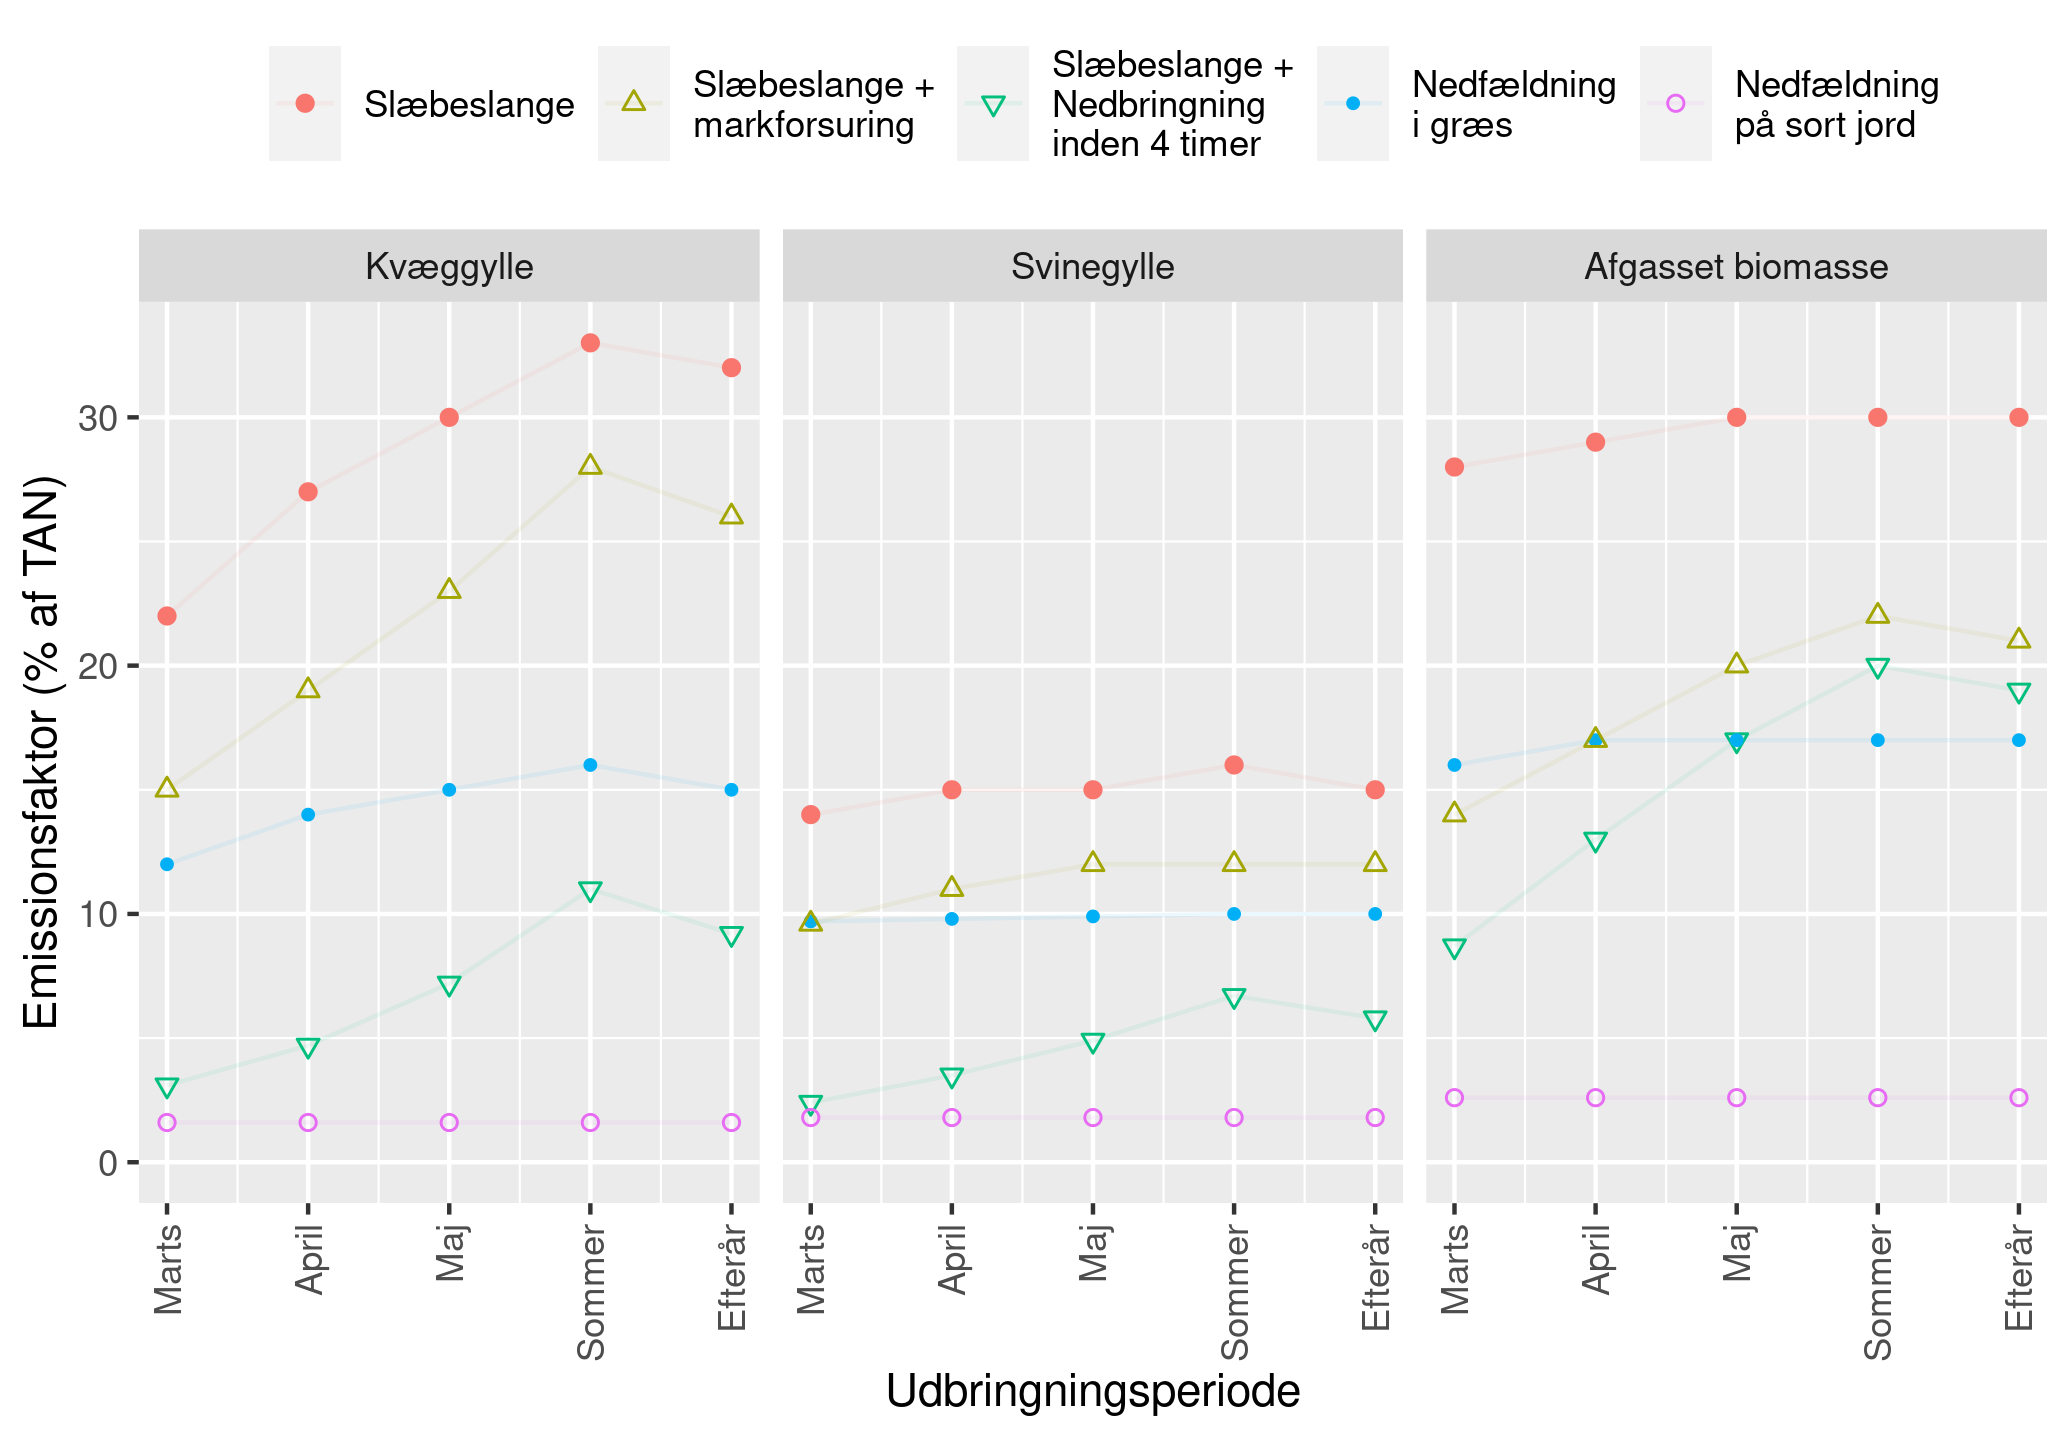 Slæbeslange
Slæbeslange +
markforsuring
Slæbeslange +
Nedbringning
inden 4 timer
Nedfældning
i græs
Nedfældning
på sort jord
Kvæggylle
Svinegylle
Afgasset biomasse
Emissionsfaktor (% af TAN)
30
20
10
0
Marts
April
Maj
Sommer
Efterår
Marts
April
Maj
Sommer
Efterår
Marts
April
Maj
Sommer
Efterår
Udbringningsperiode